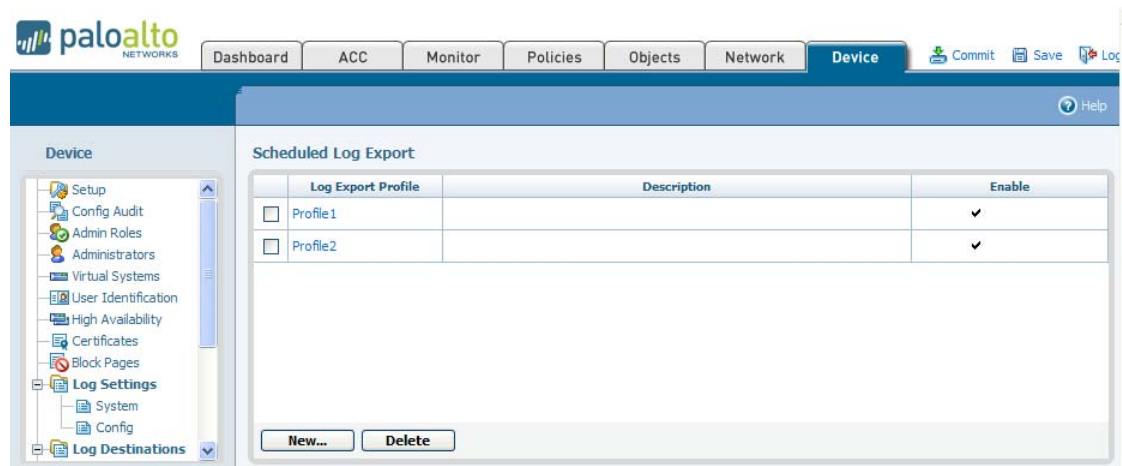 paloalto
NETWORKS
Dashboard ACC Monitor Policies Objects Network Device Commit Save Log
Help
Device
Setup
Config Audit
Admin Roles
Administrators
Virtual Systems
User Identification
High Availability
Certificates
Block Pages
Log Settings
System
Config
Log Destinations
Scheduled Log Export
Log Export Profile Description Enable
Profile1
Profile2
New... Delete